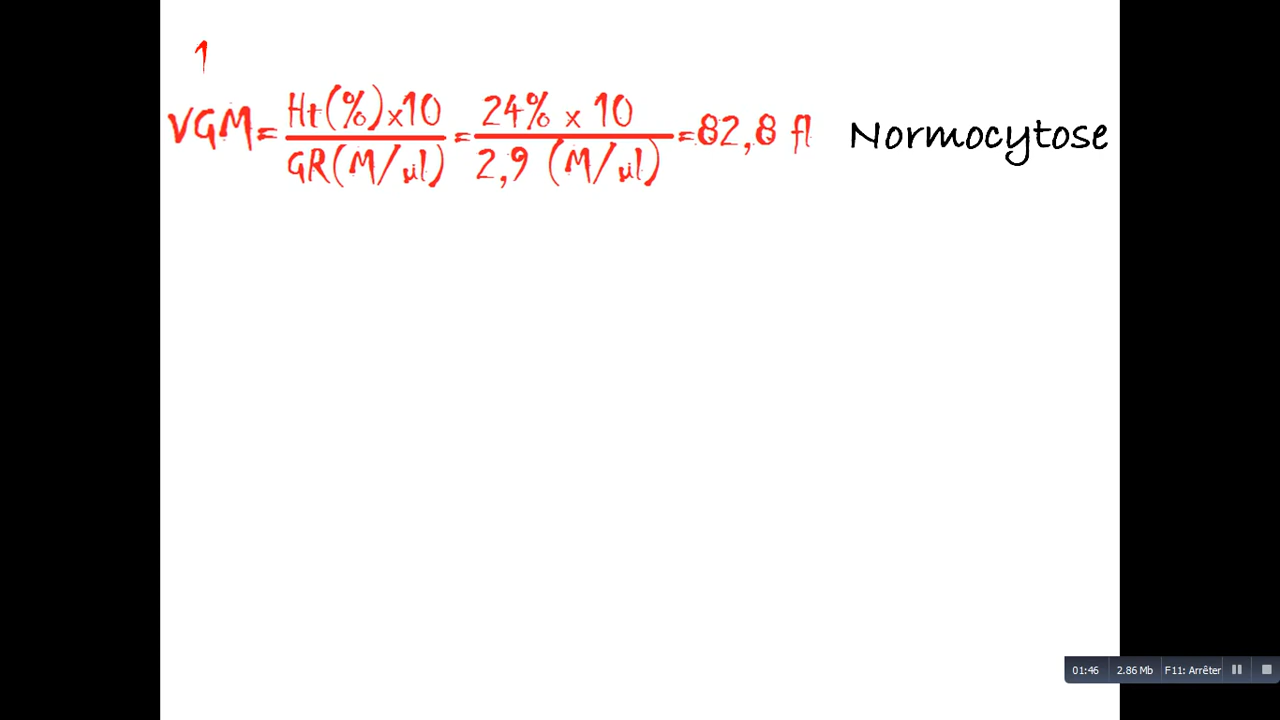 1
VGM = Ht(%) x 10 / GR(M/µl) = 24% x 10 / 2,9 (M/µl) = 82,8 fl Normocytose
01:46 2.86 Mb F11: Arrêter